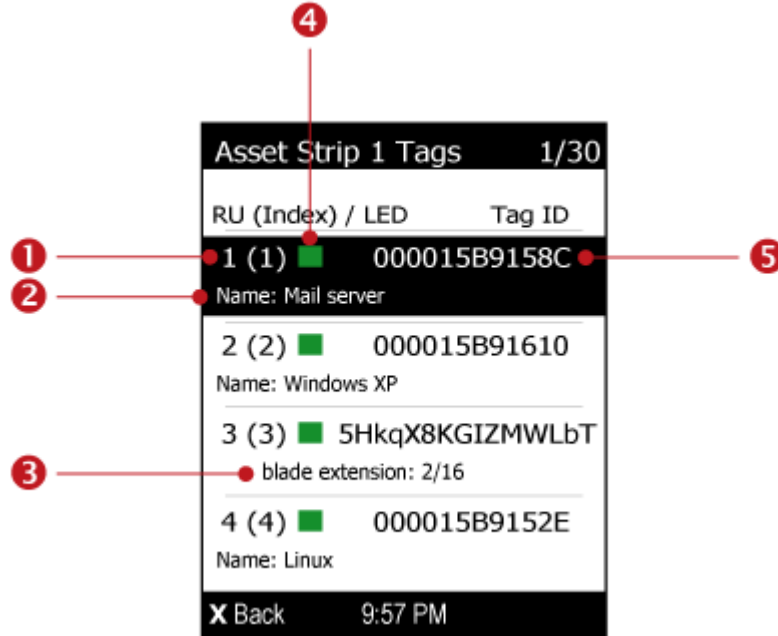 4
Asset Strip 1 Tags 1/30
RU (Index) / LED Tag ID
1 1 (1) 000015B9158C 5
2 Name: Mail server
2 (2) 000015B91610
Name: Windows XP
3 (3) 5HkqX8KGIZMWLbT
3 blade extension: 2/16
4 (4) 000015B9152E
Name: Linux
X Back 9:57 PM